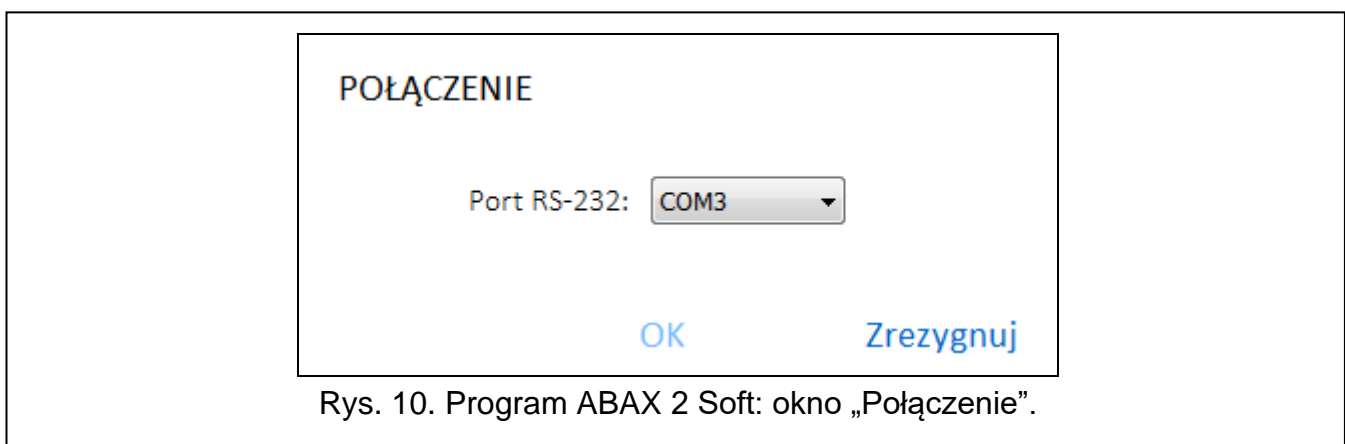 POŁĄCZENIE
Port RS-232: COM3
OK Zrezygnuj
Rys. 10. Program ABAX 2 Soft: okno „Połączenie”.